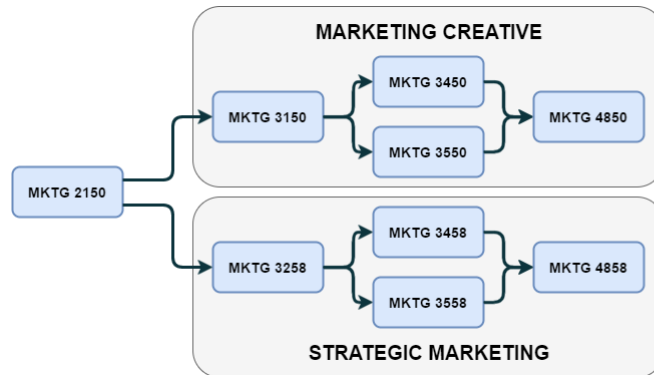 MARKETING CREATIVE
MKTG 3450
MKTG 3150
MKTG 4850
MKTG 3550
MKTG 2150
MKTG 3458
MKTG 3258
MKTG 4858
MKTG 3558
STRATEGIC MARKETING